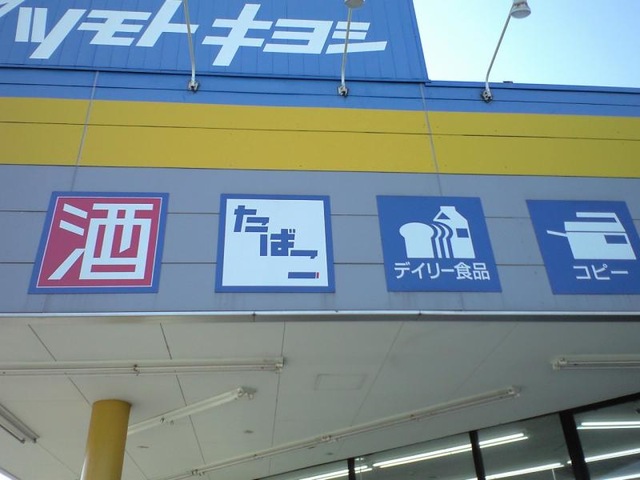 マツモトキヨシ
酒
たばこ
デイリー食品
コピー